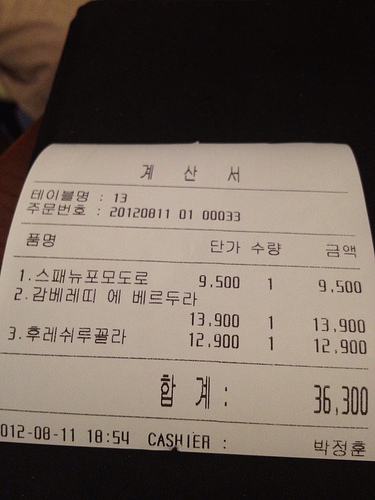 계 산 서
테이블명 : 13
주문번호 : 20120811 01 00033
품명 단가 수량 금액
1.스패뉴포모도로 9,500 1 9,500
2.감베레띠 에 베르두라
13,900 1 13,900
3.후레쉬루꼴라 12,900 1 12,900
합 계 : 36,300
012-08-11 18:54 CASHIER : 박정훈